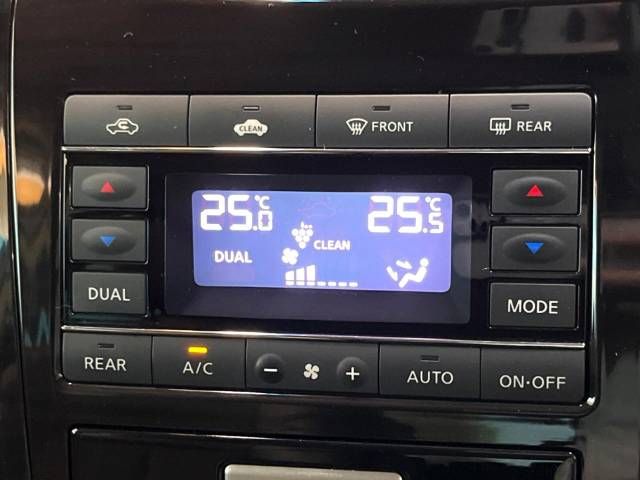 CLEAN FRONT REAR
25.0 °C 25.5 °C
DUAL CLEAN
DUAL MODE
REAR A/C − + AUTO ON·OFF